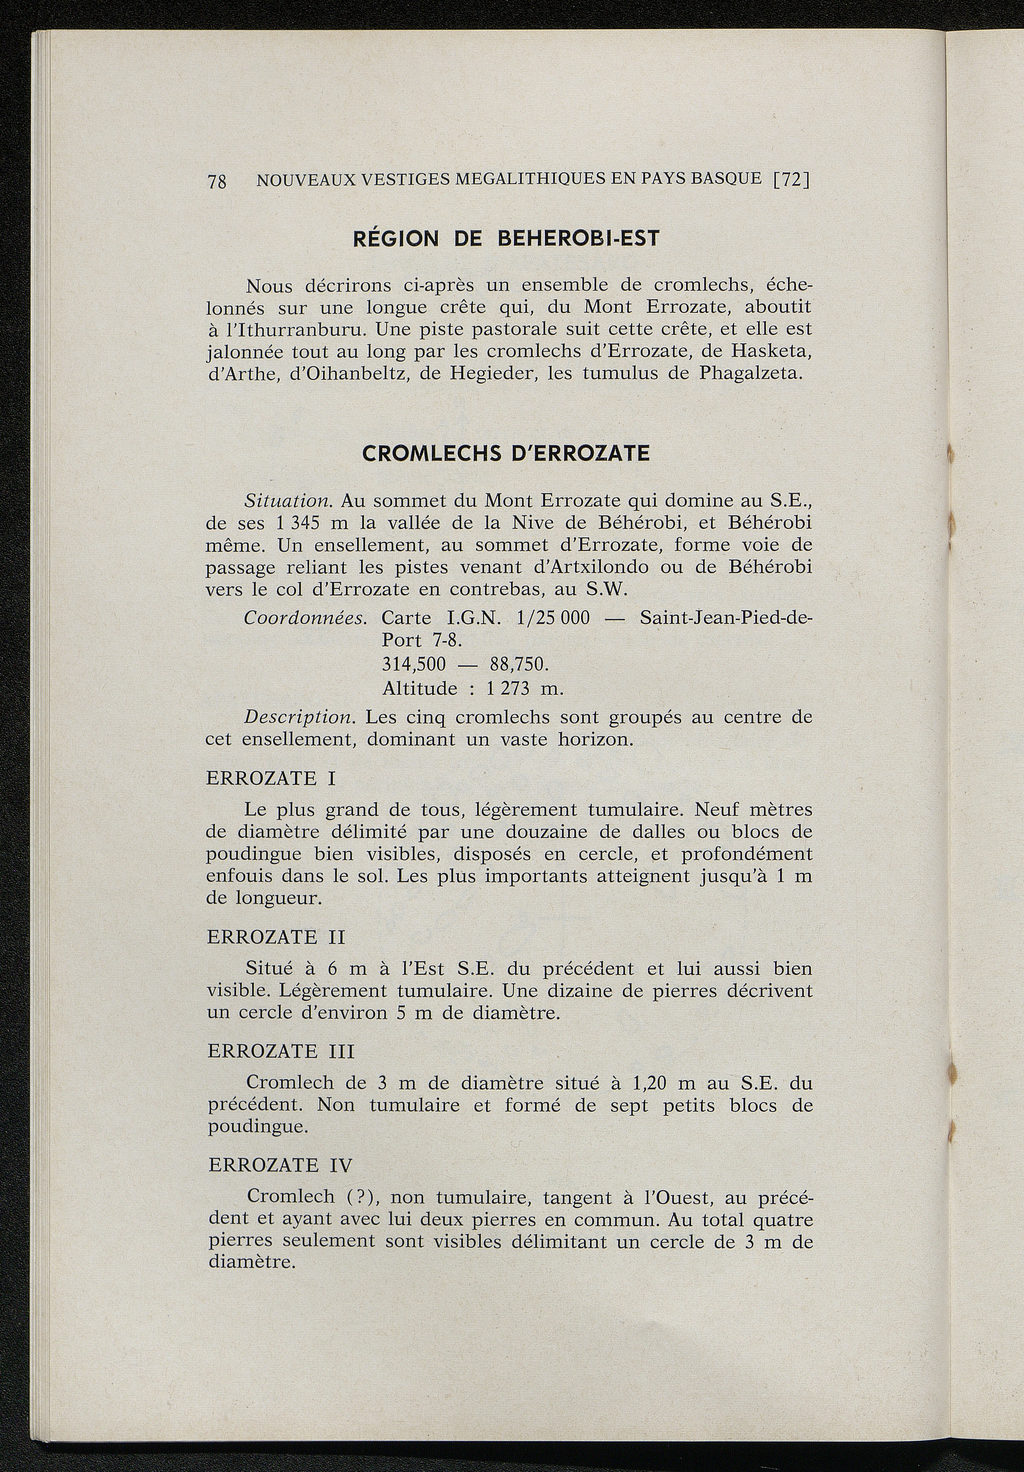 78 NOUVEAUX VESTIGES MEGALITHIQUES EN PAYS BASQUE [72]
RÉGION DE BEHEROBI-EST
Nous décrirons ci-après un ensemble de cromlechs, éche-
lonnés sur une longue crête qui, du Mont Errozate, aboutit
à l'Ithurranburu. Une piste pastorale suit cette crête, et elle est
jalonnée tout au long par les cromlechs d'Errozate, de Hasketa,
d'Arthe, d'Oihanbeltz, de Hegieder, les tumulus de Phagalzeta.
CROMLECHS D'ERROZATE
Situation. Au sommet du Mont Errozate qui domine au S.E.,
de ses 1 345 m la vallée de la Nive de Béhérobi, et Béhérobi
même. Un ensellement, au sommet d'Errozate, forme voie de
passage reliant les pistes venant d'Artxilondo ou de Béhérobi
vers le col d'Errozate en contrebas, au S.W.
Coordonnées. Carte I.G.N. 1/25 000 — Saint-Jean-Pied-de-
Port 7-8.
314,500 — 88,750.
Altitude : 1 273 m.
Description. Les cinq cromlechs sont groupés au centre de
cet ensellement, dominant un vaste horizon.
ERROZATE I
Le plus grand de tous, légèrement tumulaire. Neuf mètres
de diamètre délimité par une douzaine de dalles ou blocs de
poudingue bien visibles, disposés en cercle, et profondément
enfouis dans le sol. Les plus importants atteignent jusqu'à 1 m
de longueur.
ERROZATE II
Situé à 6 m à l'Est S.E. du précédent et lui aussi bien
visible. Légèrement tumulaire. Une dizaine de pierres décrivent
un cercle d'environ 5 m de diamètre.
ERROZATE III
Cromlech de 3 m de diamètre situé à 1,20 m au S.E. du
précédent. Non tumulaire et formé de sept petits blocs de
poudingue.
ERROZATE IV
Cromlech (?), non tumulaire, tangent à l'Ouest, au précé-
dent et ayant avec lui deux pierres en commun. Au total quatre
pierres seulement sont visibles délimitant un cercle de 3 m de
diamètre.